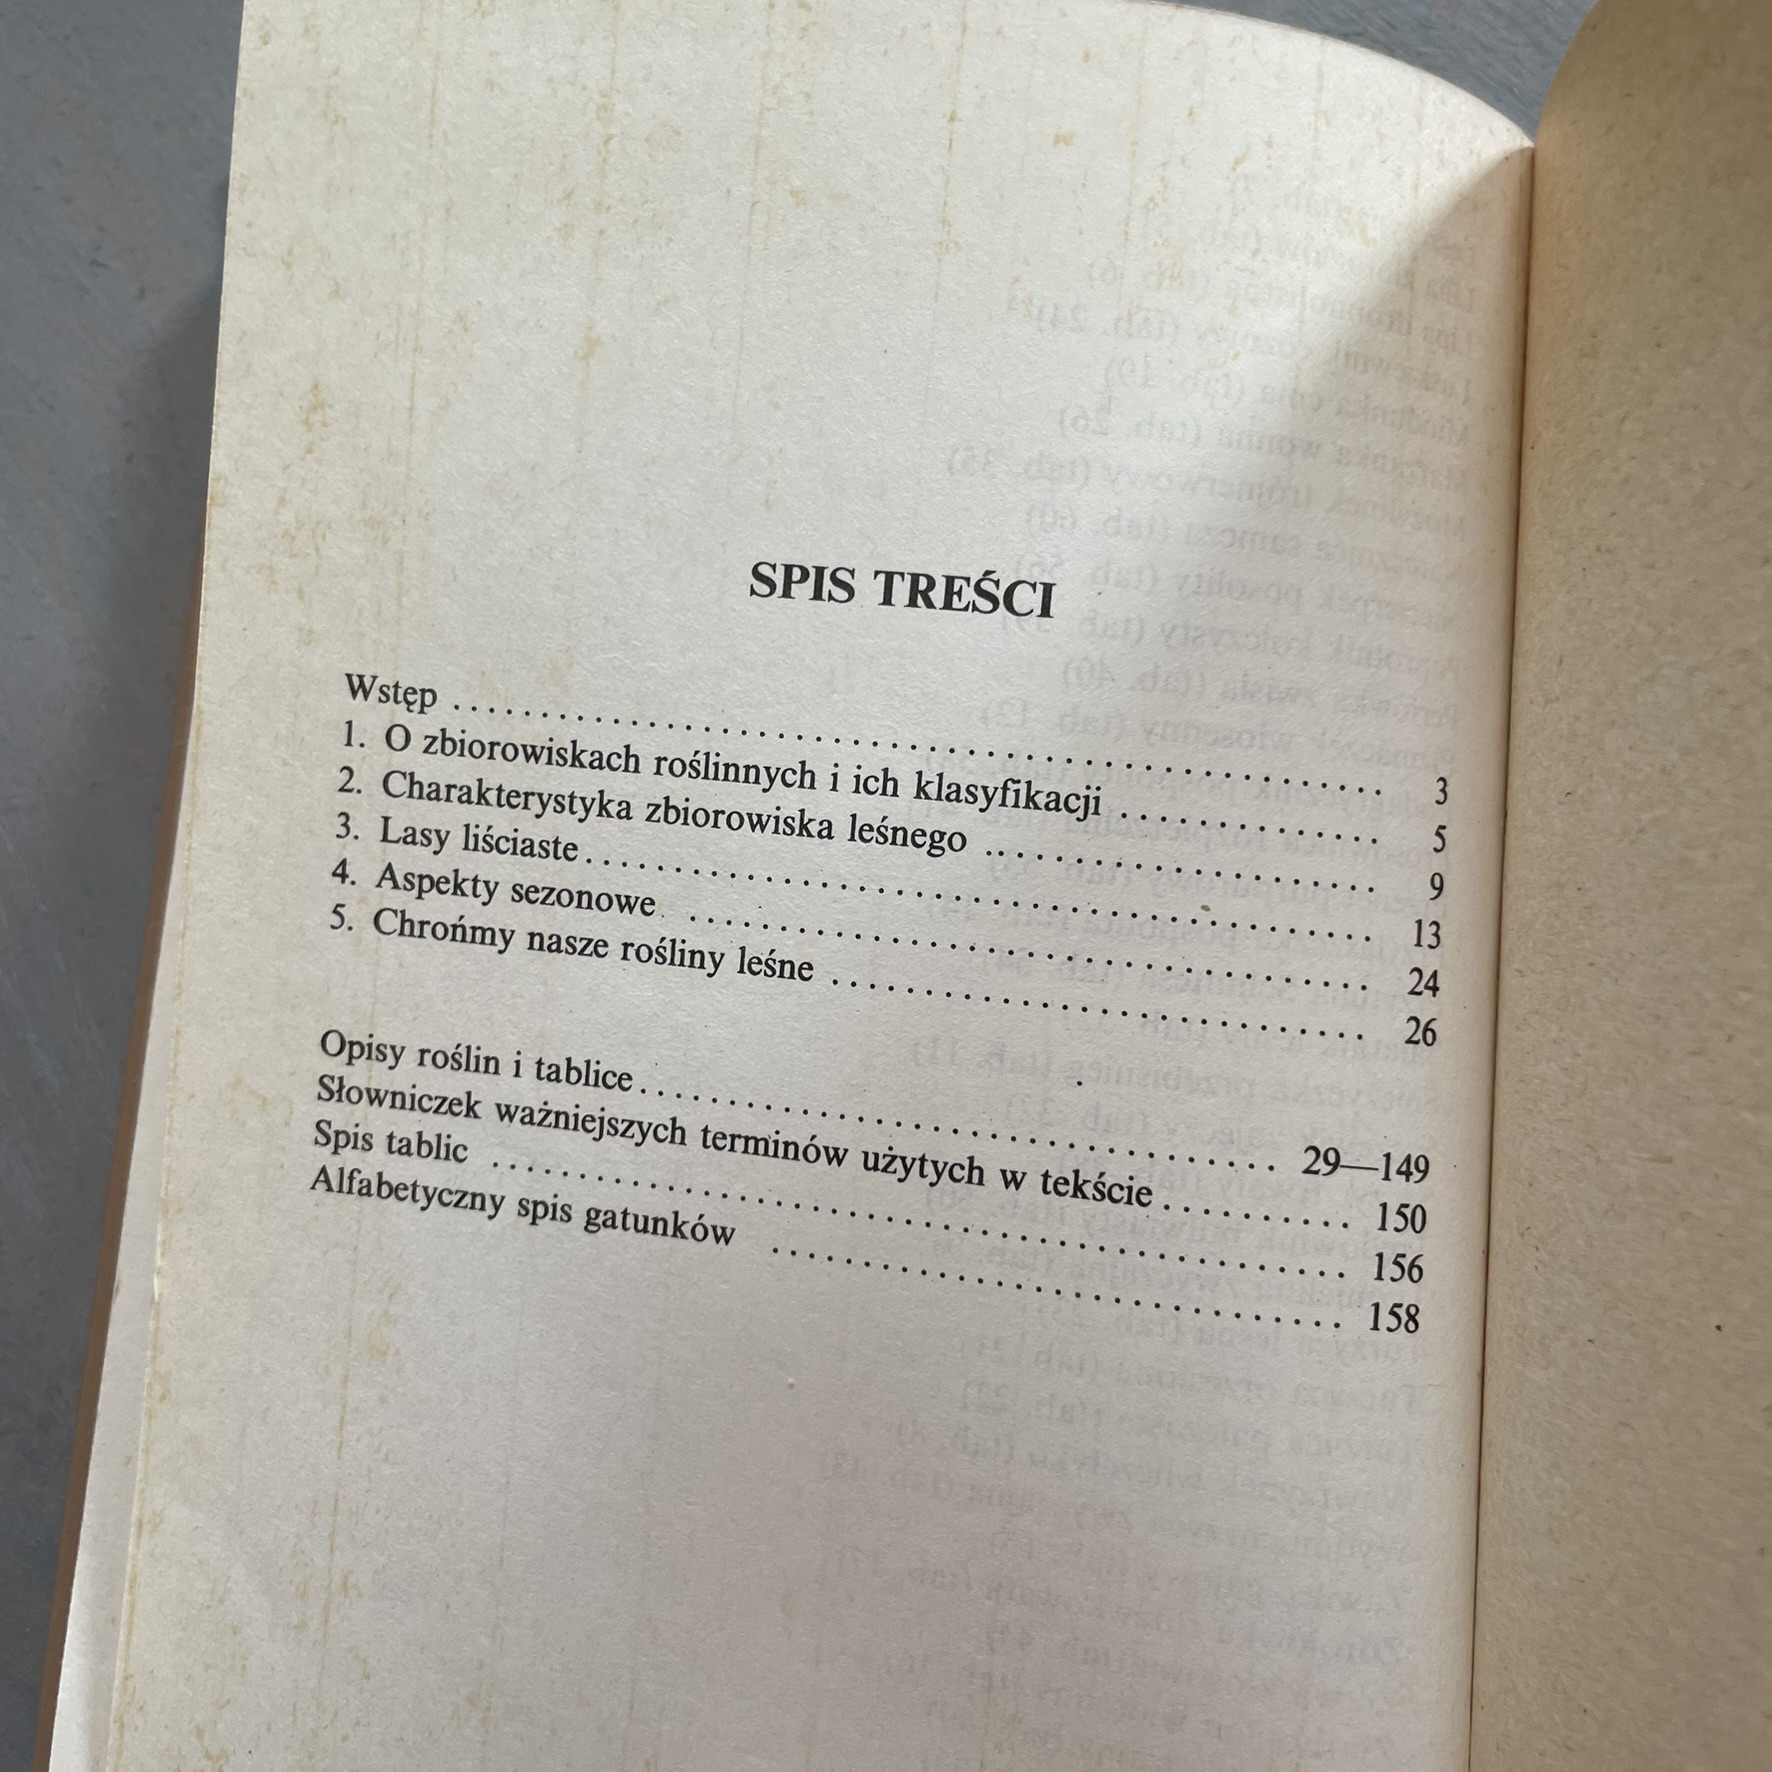 SPIS TREŚCI
Wstęp .......................................................... 3
1. O zbiorowiskach roślinnych i ich klasyfikacji .............. 5
2. Charakterystyka zbiorowiska leśnego ........................ 9
3. Lasy liściaste ............................................. 13
4. Aspekty sezonowe ........................................... 24
5. Chrońmy nasze rośliny leśne ................................ 26
Opisy roślin i tablice ........................................ 29—149
Słowniczek ważniejszych terminów użytych w tekście .......... 150
Spis tablic ................................................... 156
Alfabetyczny spis gatunków .................................... 158